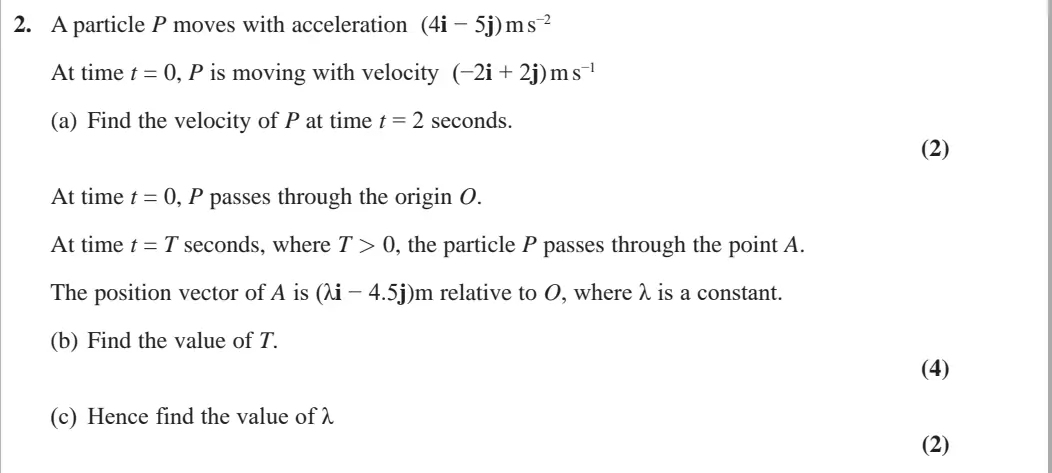 2. A particle P moves with acceleration (4i − 5j) m s⁻²
At time t = 0, P is moving with velocity (−2i + 2j) m s⁻¹
(a) Find the velocity of P at time t = 2 seconds.
(2)
At time t = 0, P passes through the origin O.
At time t = T seconds, where T > 0, the particle P passes through the point A.
The position vector of A is (λi − 4.5j)m relative to O, where λ is a constant.
(b) Find the value of T.
(4)
(c) Hence find the value of λ
(2)